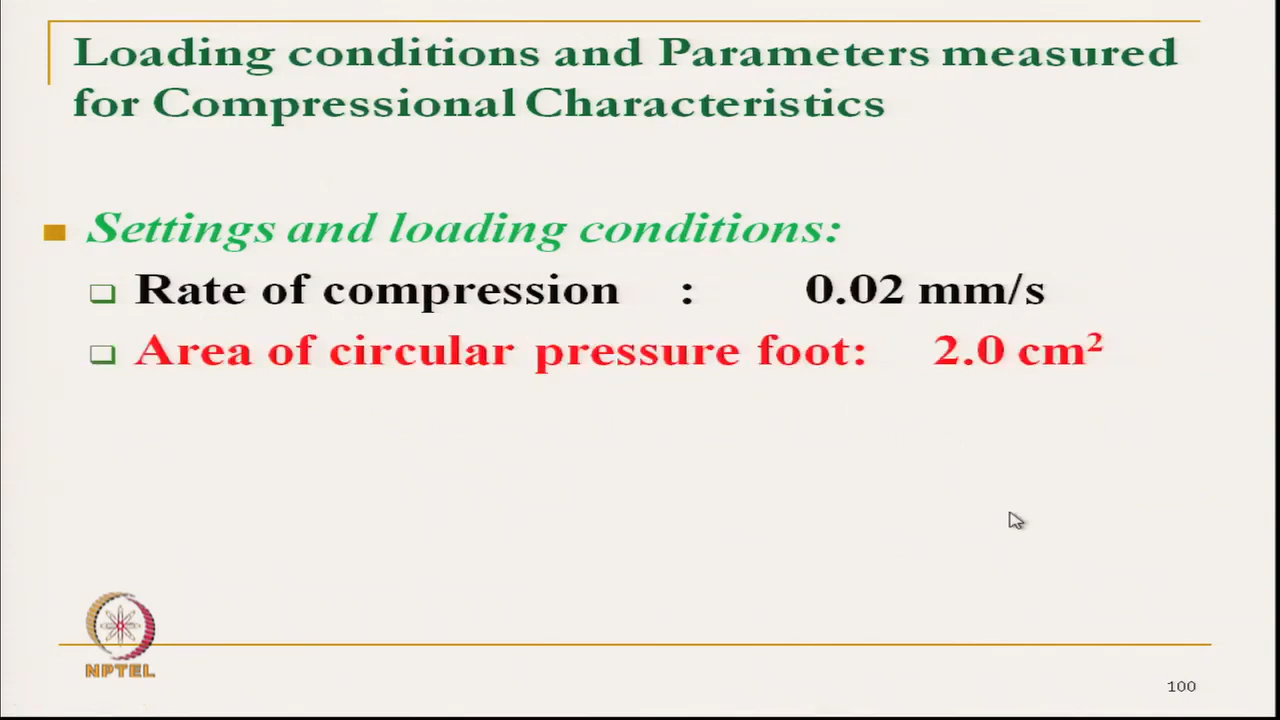 Loading conditions and Parameters measured
for Compressional Characteristics
Settings and loading conditions:
Rate of compression : 0.02 mm/s
Area of circular pressure foot: 2.0 cm²
NPTEL
100